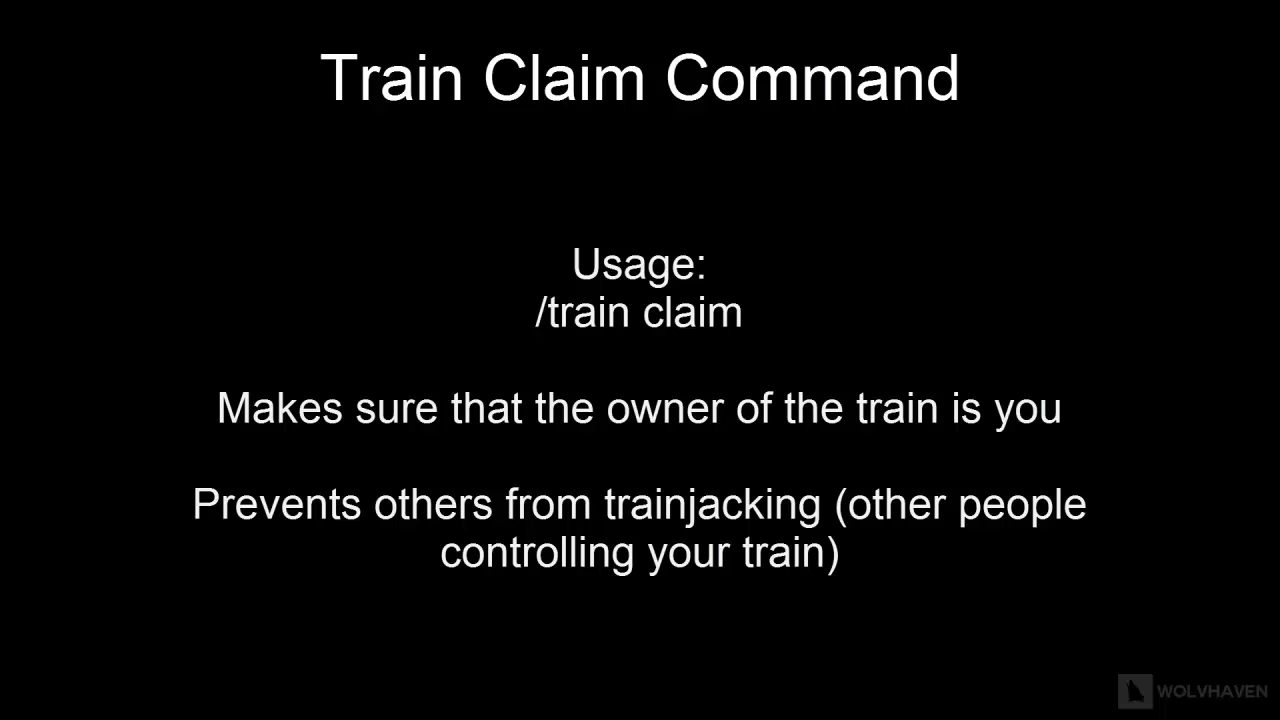 Train Claim Command
Usage:
/train claim
Makes sure that the owner of the train is you
Prevents others from trainjacking (other people
controlling your train)
WOLVHAVEN